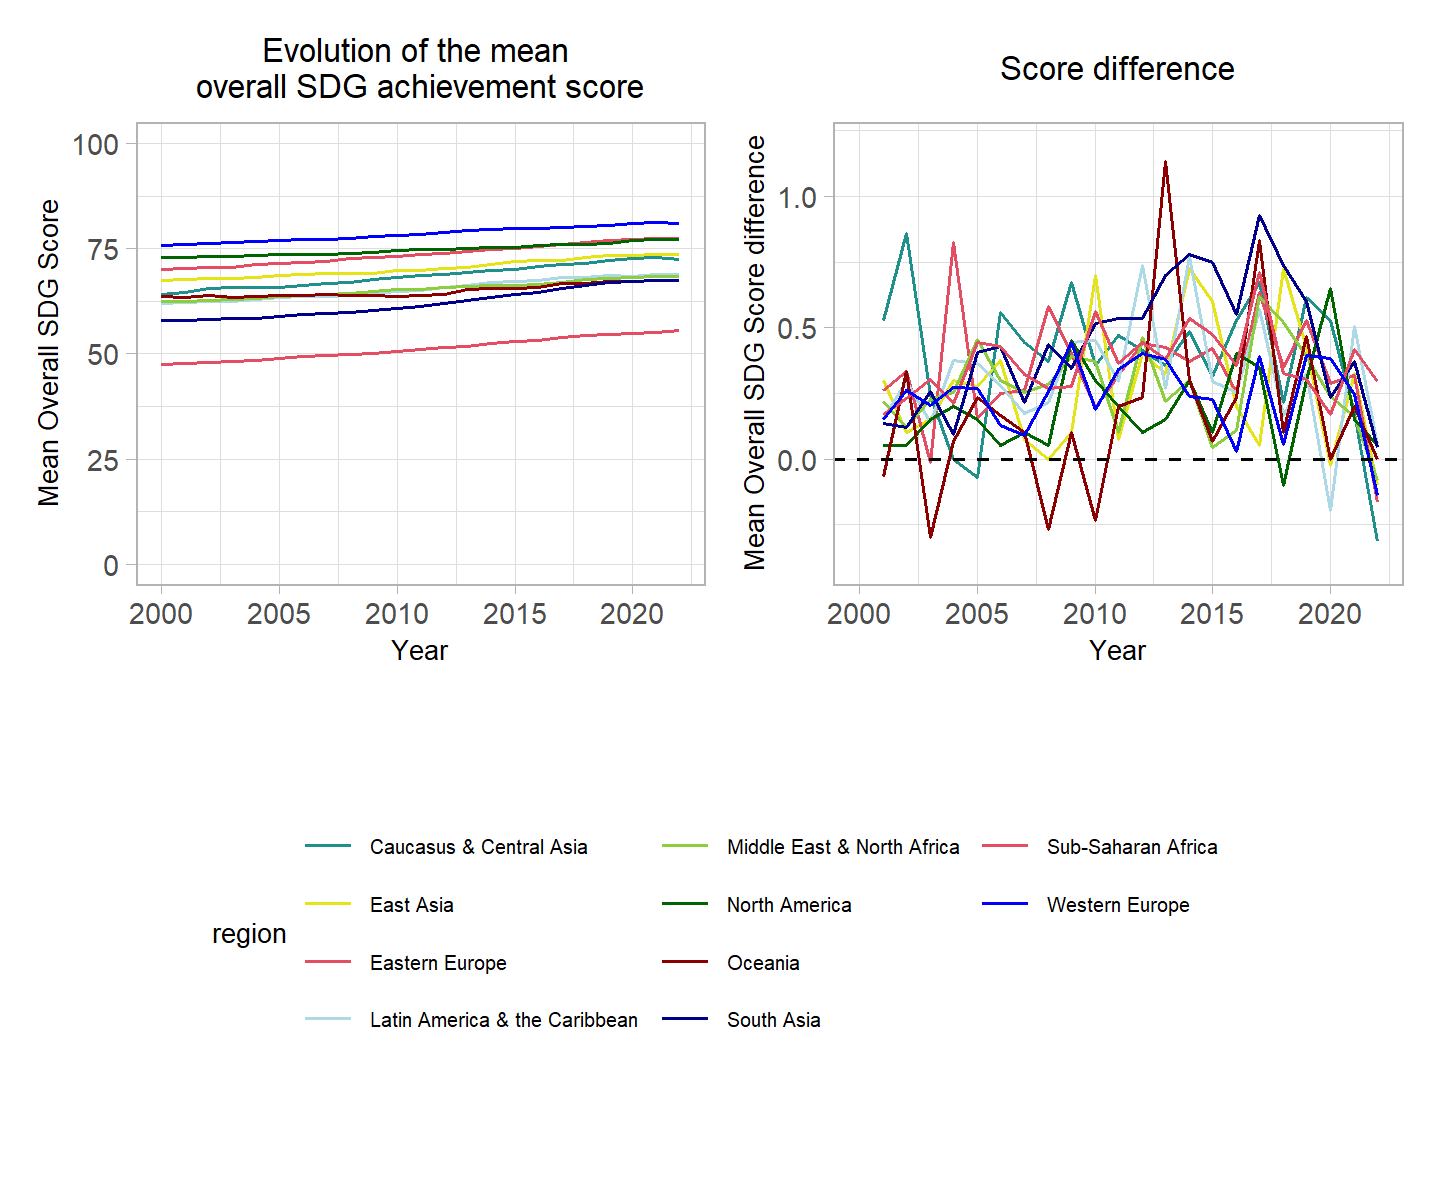 Evolution of the mean
overall SDG achievement score
Mean Overall SDG Score
100
75
50
25
0
2000 2005 2010 2015 2020
Year
Score difference
Mean Overall SDG Score difference
1.0
0.5
0.0
2000 2005 2010 2015 2020
Year
region
Caucasus & Central Asia
East Asia
Eastern Europe
Latin America & the Caribbean
Middle East & North Africa
North America
Oceania
South Asia
Sub-Saharan Africa
Western Europe